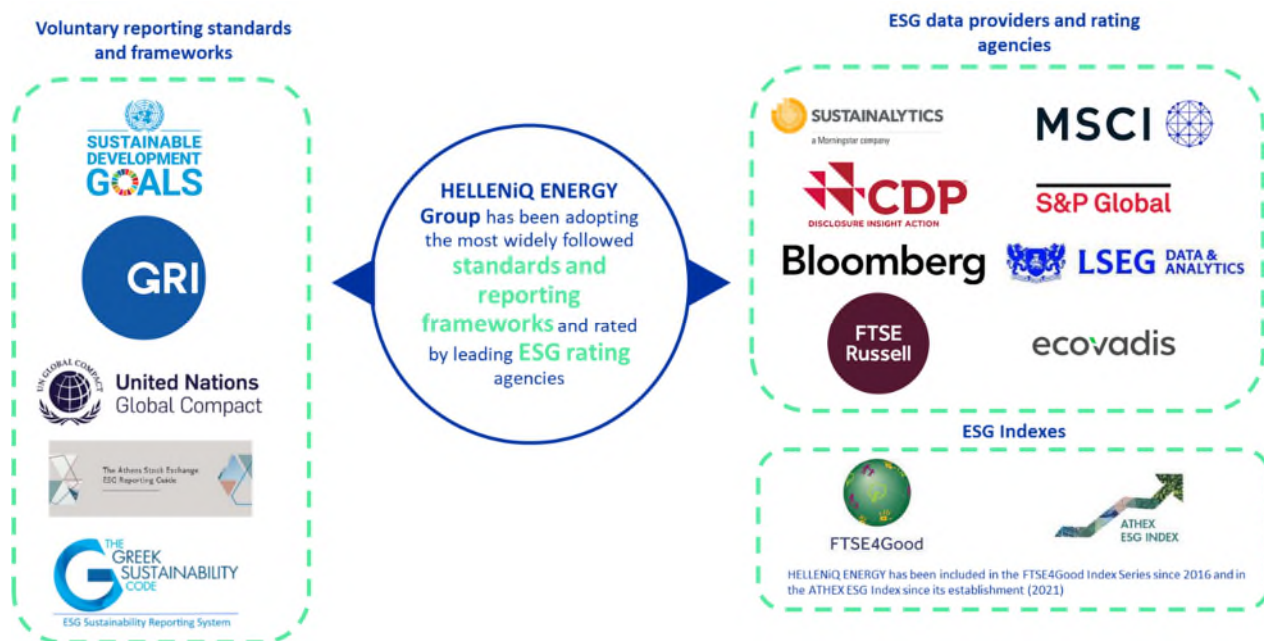 Voluntary reporting standards
and frameworks
SUSTAINABLE
DEVELOPMENT
GOALS
GRI
UN GLOBAL COMPACT
United Nations
Global Compact
The Athens Stock Exchange
ESG Reporting Guide
THE
GREEK
SUSTAINABILITY
CODE
ESG Sustainability Reporting System
HELLENiQ ENERGY
Group has been adopting
the most widely followed
standards and
reporting
frameworks and rated
by leading ESG rating
agencies
ESG data providers and rating
agencies
SUSTAINALYTICS
a Morningstar company
MSCI
CDP
DISCLOSURE INSIGHT ACTION
S&P Global
Bloomberg
LSEG DATA &
ANALYTICS
FTSE
Russell
ecovadis
ESG Indexes
FTSE4Good
ATHEX
ESG INDEX
HELLENiQ ENERGY has been included in the FTSE4Good Index Series since 2016 and in
the ATHEX ESG Index since its establishment (2021)